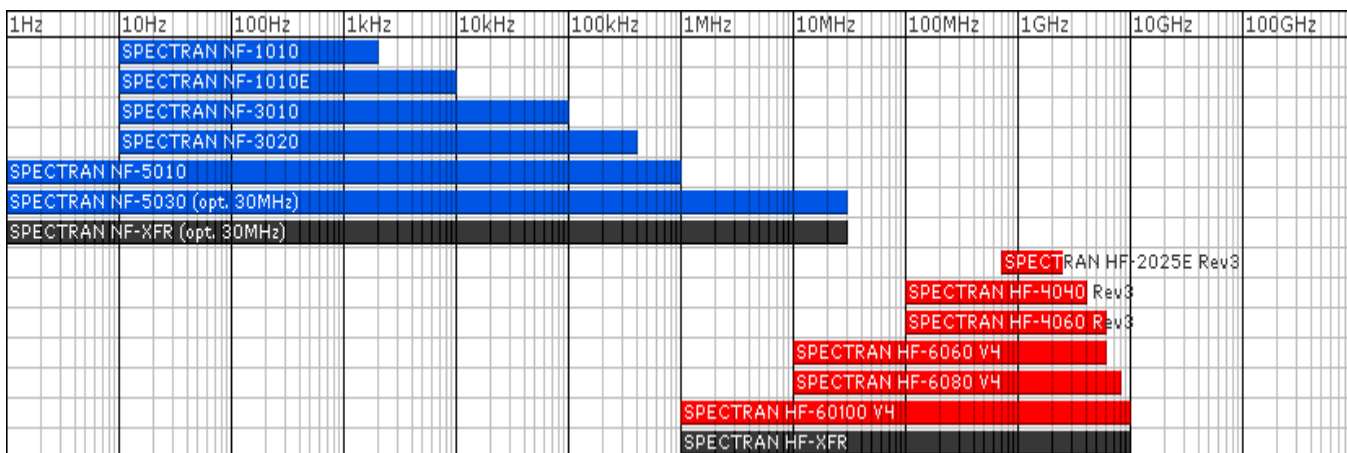 1Hz 10Hz 100Hz 1kHz 10kHz 100kHz 1MHz 10MHz 100MHz 1GHz 10GHz 100GHz
SPECTRAN NF-1010
SPECTRAN NF-1010E
SPECTRAN NF-3010
SPECTRAN NF-3020
SPECTRAN NF-5010
SPECTRAN NF-5030 (opt. 30MHz)
SPECTRAN NF-XFR (opt. 30MHz)
SPECTRAN HF-2025E Rev3
SPECTRAN HF-4040 Rev3
SPECTRAN HF-4060 Rev3
SPECTRAN HF-6060 V4
SPECTRAN HF-6080 V4
SPECTRAN HF-60100 V4
SPECTRAN HF-XFR